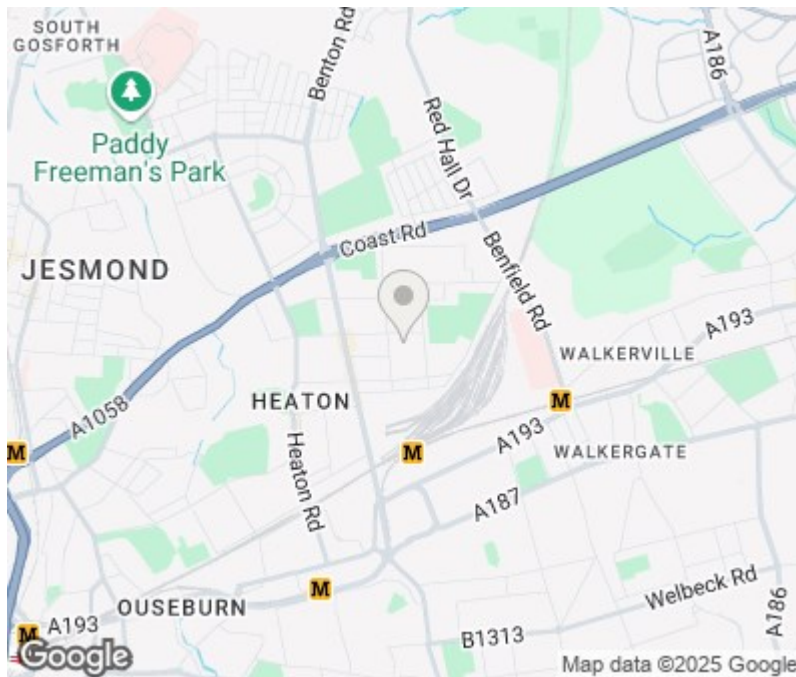 SOUTH
GOSFORTH
Benton Rd
A186
Red Hall Dr
Paddy
Freeman's Park
Coast Rd
JESMOND
Benfield Rd
A193
WALKERVILLE
HEATON
A1058
M
M
M
A193
Heaton Rd
WALKERGATE
A187
M
Welbeck Rd
OUSEBURN
A186
A193
M
B1313
Google
Map data ©2025 Google